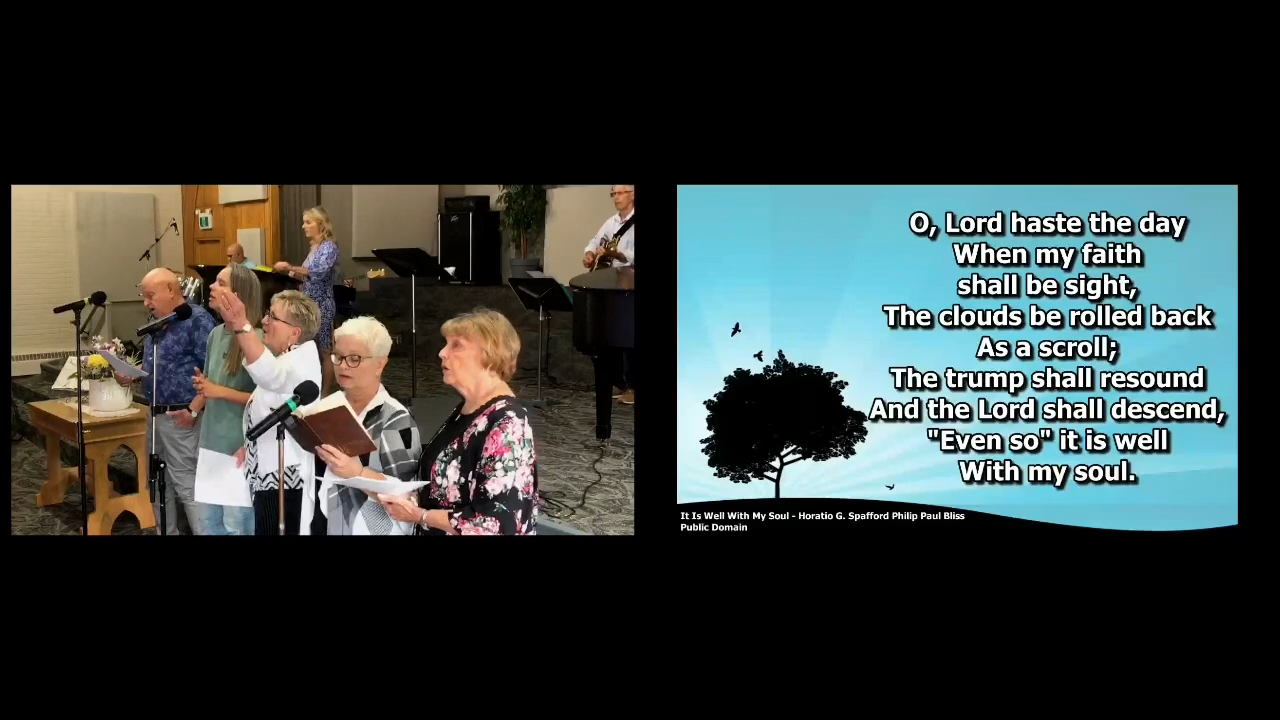 O, Lord haste the day
When my faith
shall be sight,
The clouds be rolled back
As a scroll;
The trump shall resound
And the Lord shall descend,
"Even so" it is well
With my soul.
It Is Well With My Soul - Horatio G. Spafford Philip Paul Bliss
Public Domain